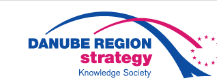 DANUBE REGION
strategy
Knowledge Society